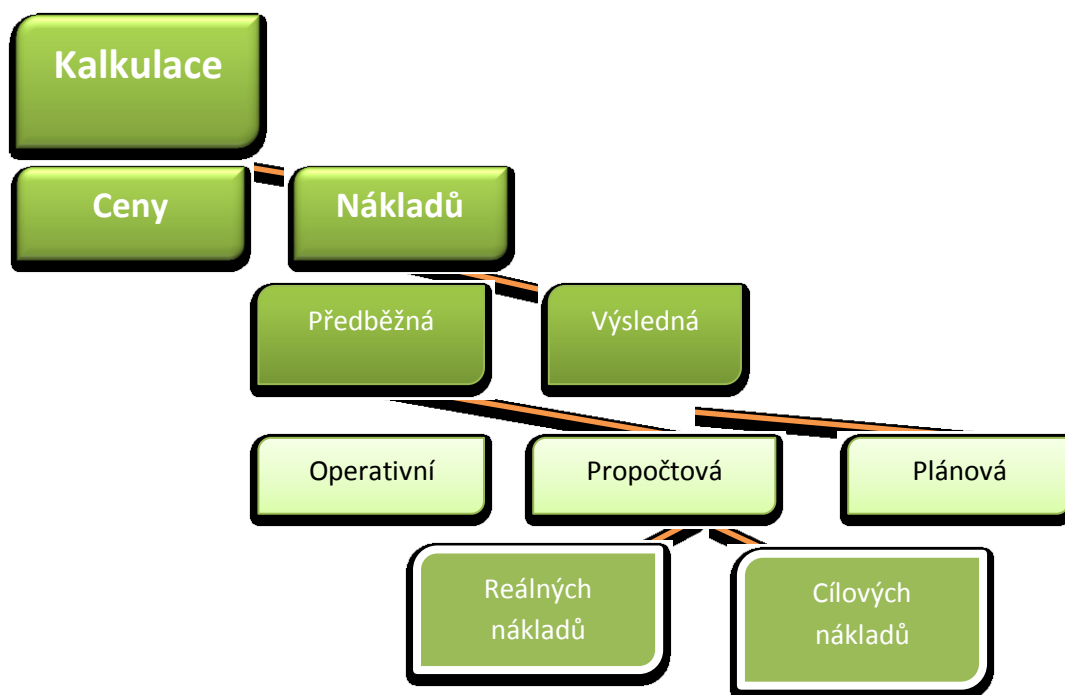 Kalkulace
Ceny
Nákladů
Předběžná
Výsledná
Operativní
Propočtová
Plánová
Reálných
nákladů
Cílových
nákladů